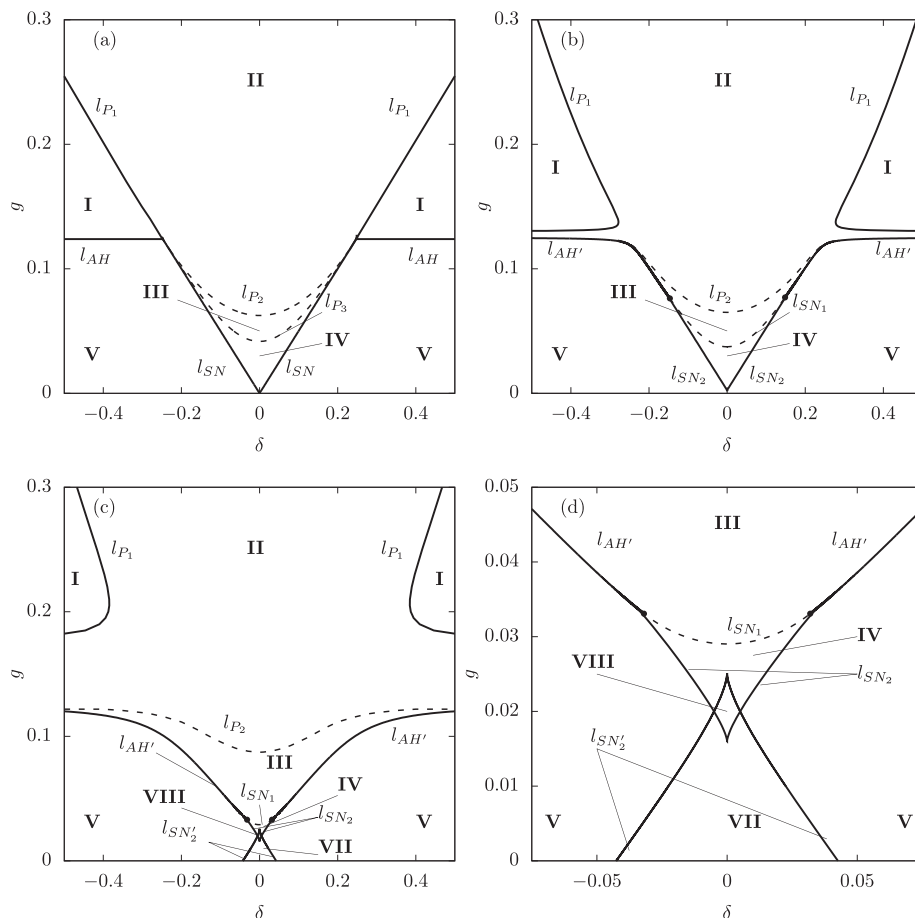 (a)
0.3
0.2
0.1
0
g
II
l_{P_1}
l_{P_1}
I
I
l_{AH}
l_{AH}
III
l_{P_2}
l_{P_3}
IV
V
V
l_{SN}
l_{SN}
−0.4
−0.2
0
0.2
0.4
δ
(b)
0.3
0.2
0.1
0
g
II
l_{P_1}
l_{P_1}
I
I
l_{AH'}
l_{AH'}
III
l_{P_2}
l_{SN_1}
IV
V
V
l_{SN_2}
l_{SN_2}
−0.4
−0.2
0
0.2
0.4
δ
(c)
0.3
0.2
0.1
0
g
II
l_{P_1}
l_{P_1}
I
I
l_{P_2}
l_{AH'}
l_{AH'}
III
VIII
l_{SN_1}
IV
l_{SN_2}
V
V
l_{SN_2'}
VII
−0.4
−0.2
0
0.2
0.4
δ
(d)
0.05
0.04
0.03
0.02
0.01
0
g
III
l_{AH'}
l_{AH'}
l_{SN_1}
IV
VIII
l_{SN_2}
l_{SN_2'}
V
VII
V
−0.05
0
0.05
δ